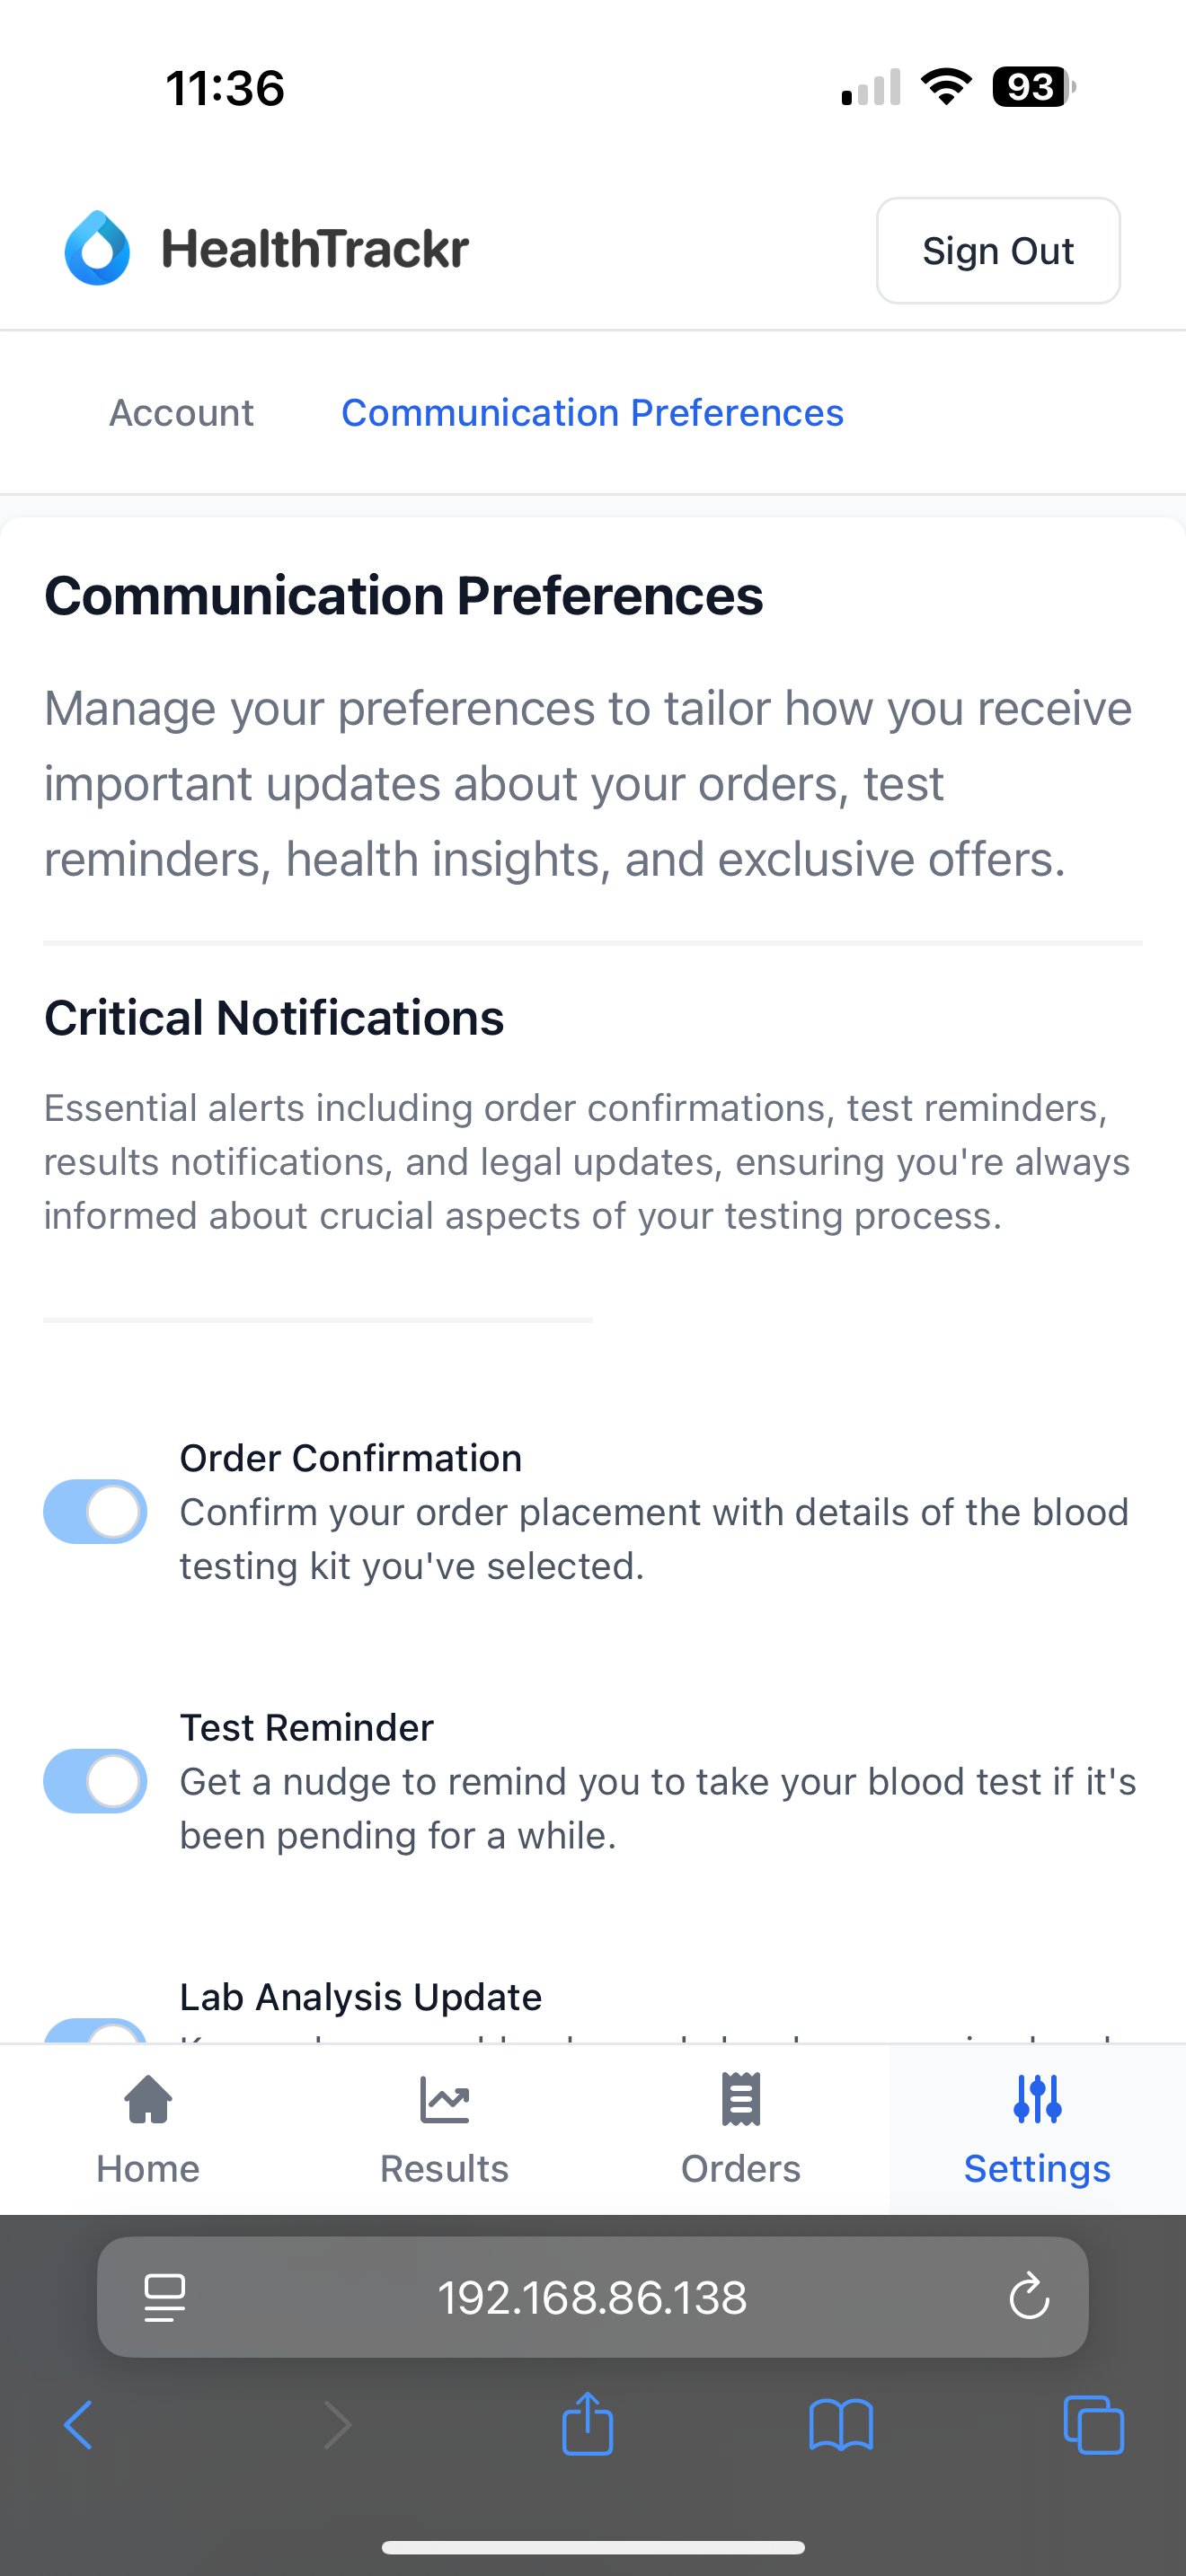 11:36
93
HealthTrackr
Sign Out
Account
Communication Preferences
Communication Preferences
Manage your preferences to tailor how you receive
important updates about your orders, test
reminders, health insights, and exclusive offers.
Critical Notifications
Essential alerts including order confirmations, test reminders,
results notifications, and legal updates, ensuring you're always
informed about crucial aspects of your testing process.
Order Confirmation
Confirm your order placement with details of the blood
testing kit you've selected.
Test Reminder
Get a nudge to remind you to take your blood test if it's
been pending for a while.
Lab Analysis Update
Home
Results
Orders
Settings
192.168.86.138